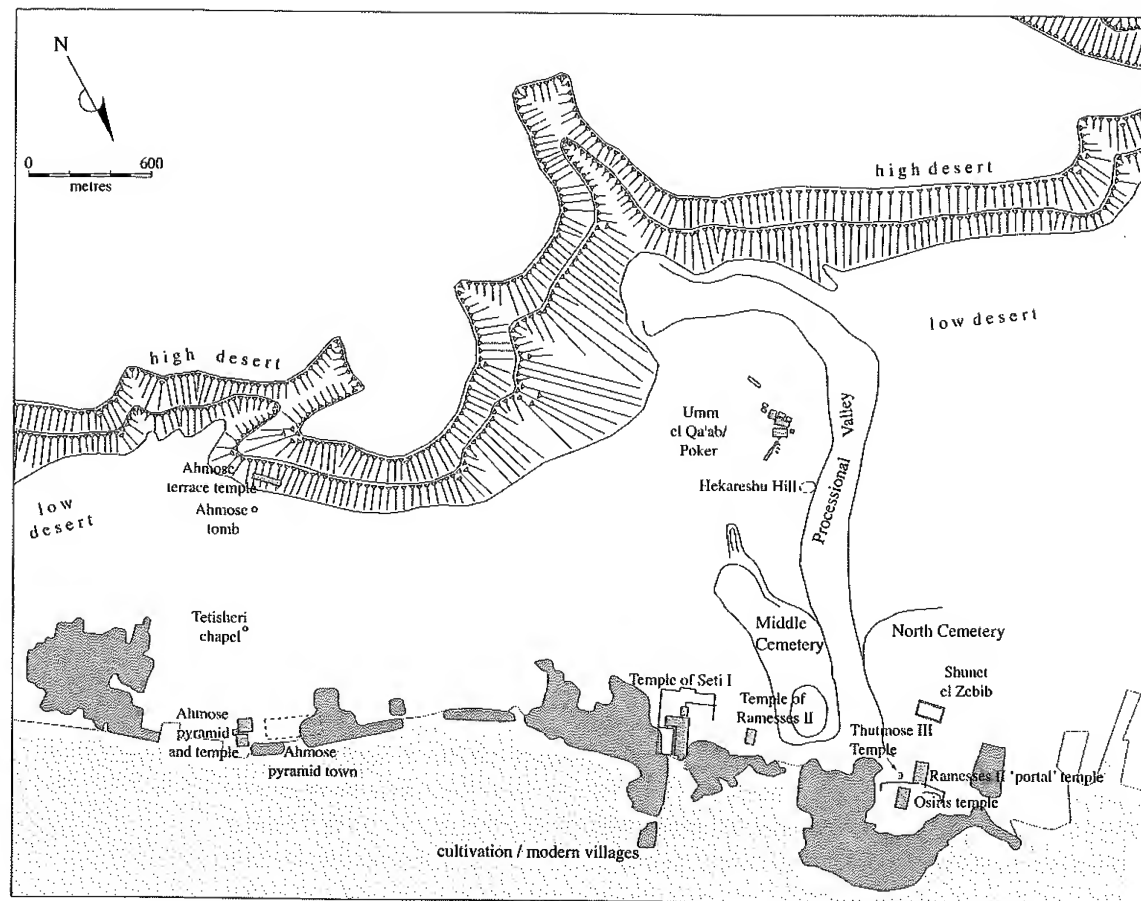 N
0 600
metres
high desert
low desert
high desert
Umm
el Qa'ab/
Poker
Processional Valley
Hekareshu Hill
Ahmose
terrace temple
Ahmose
tomb
low
desert
Tetisheri
chapel
Middle
Cemetery
North Cemetery
Shunet
el Zebib
Temple of Seti I
Temple of
Ramesses II
Thutmose III
Temple
Ahmose
pyramid
and temple
Ahmose
pyramid town
Ramesses II 'portal' temple
Osiris temple
cultivation / modern villages